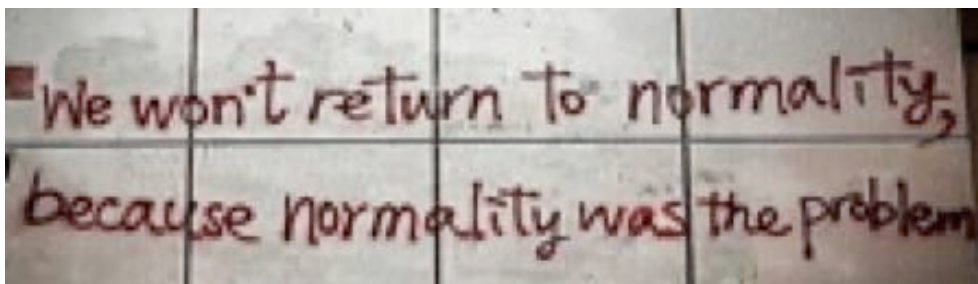 We won't return to normality,
because normality was the problem